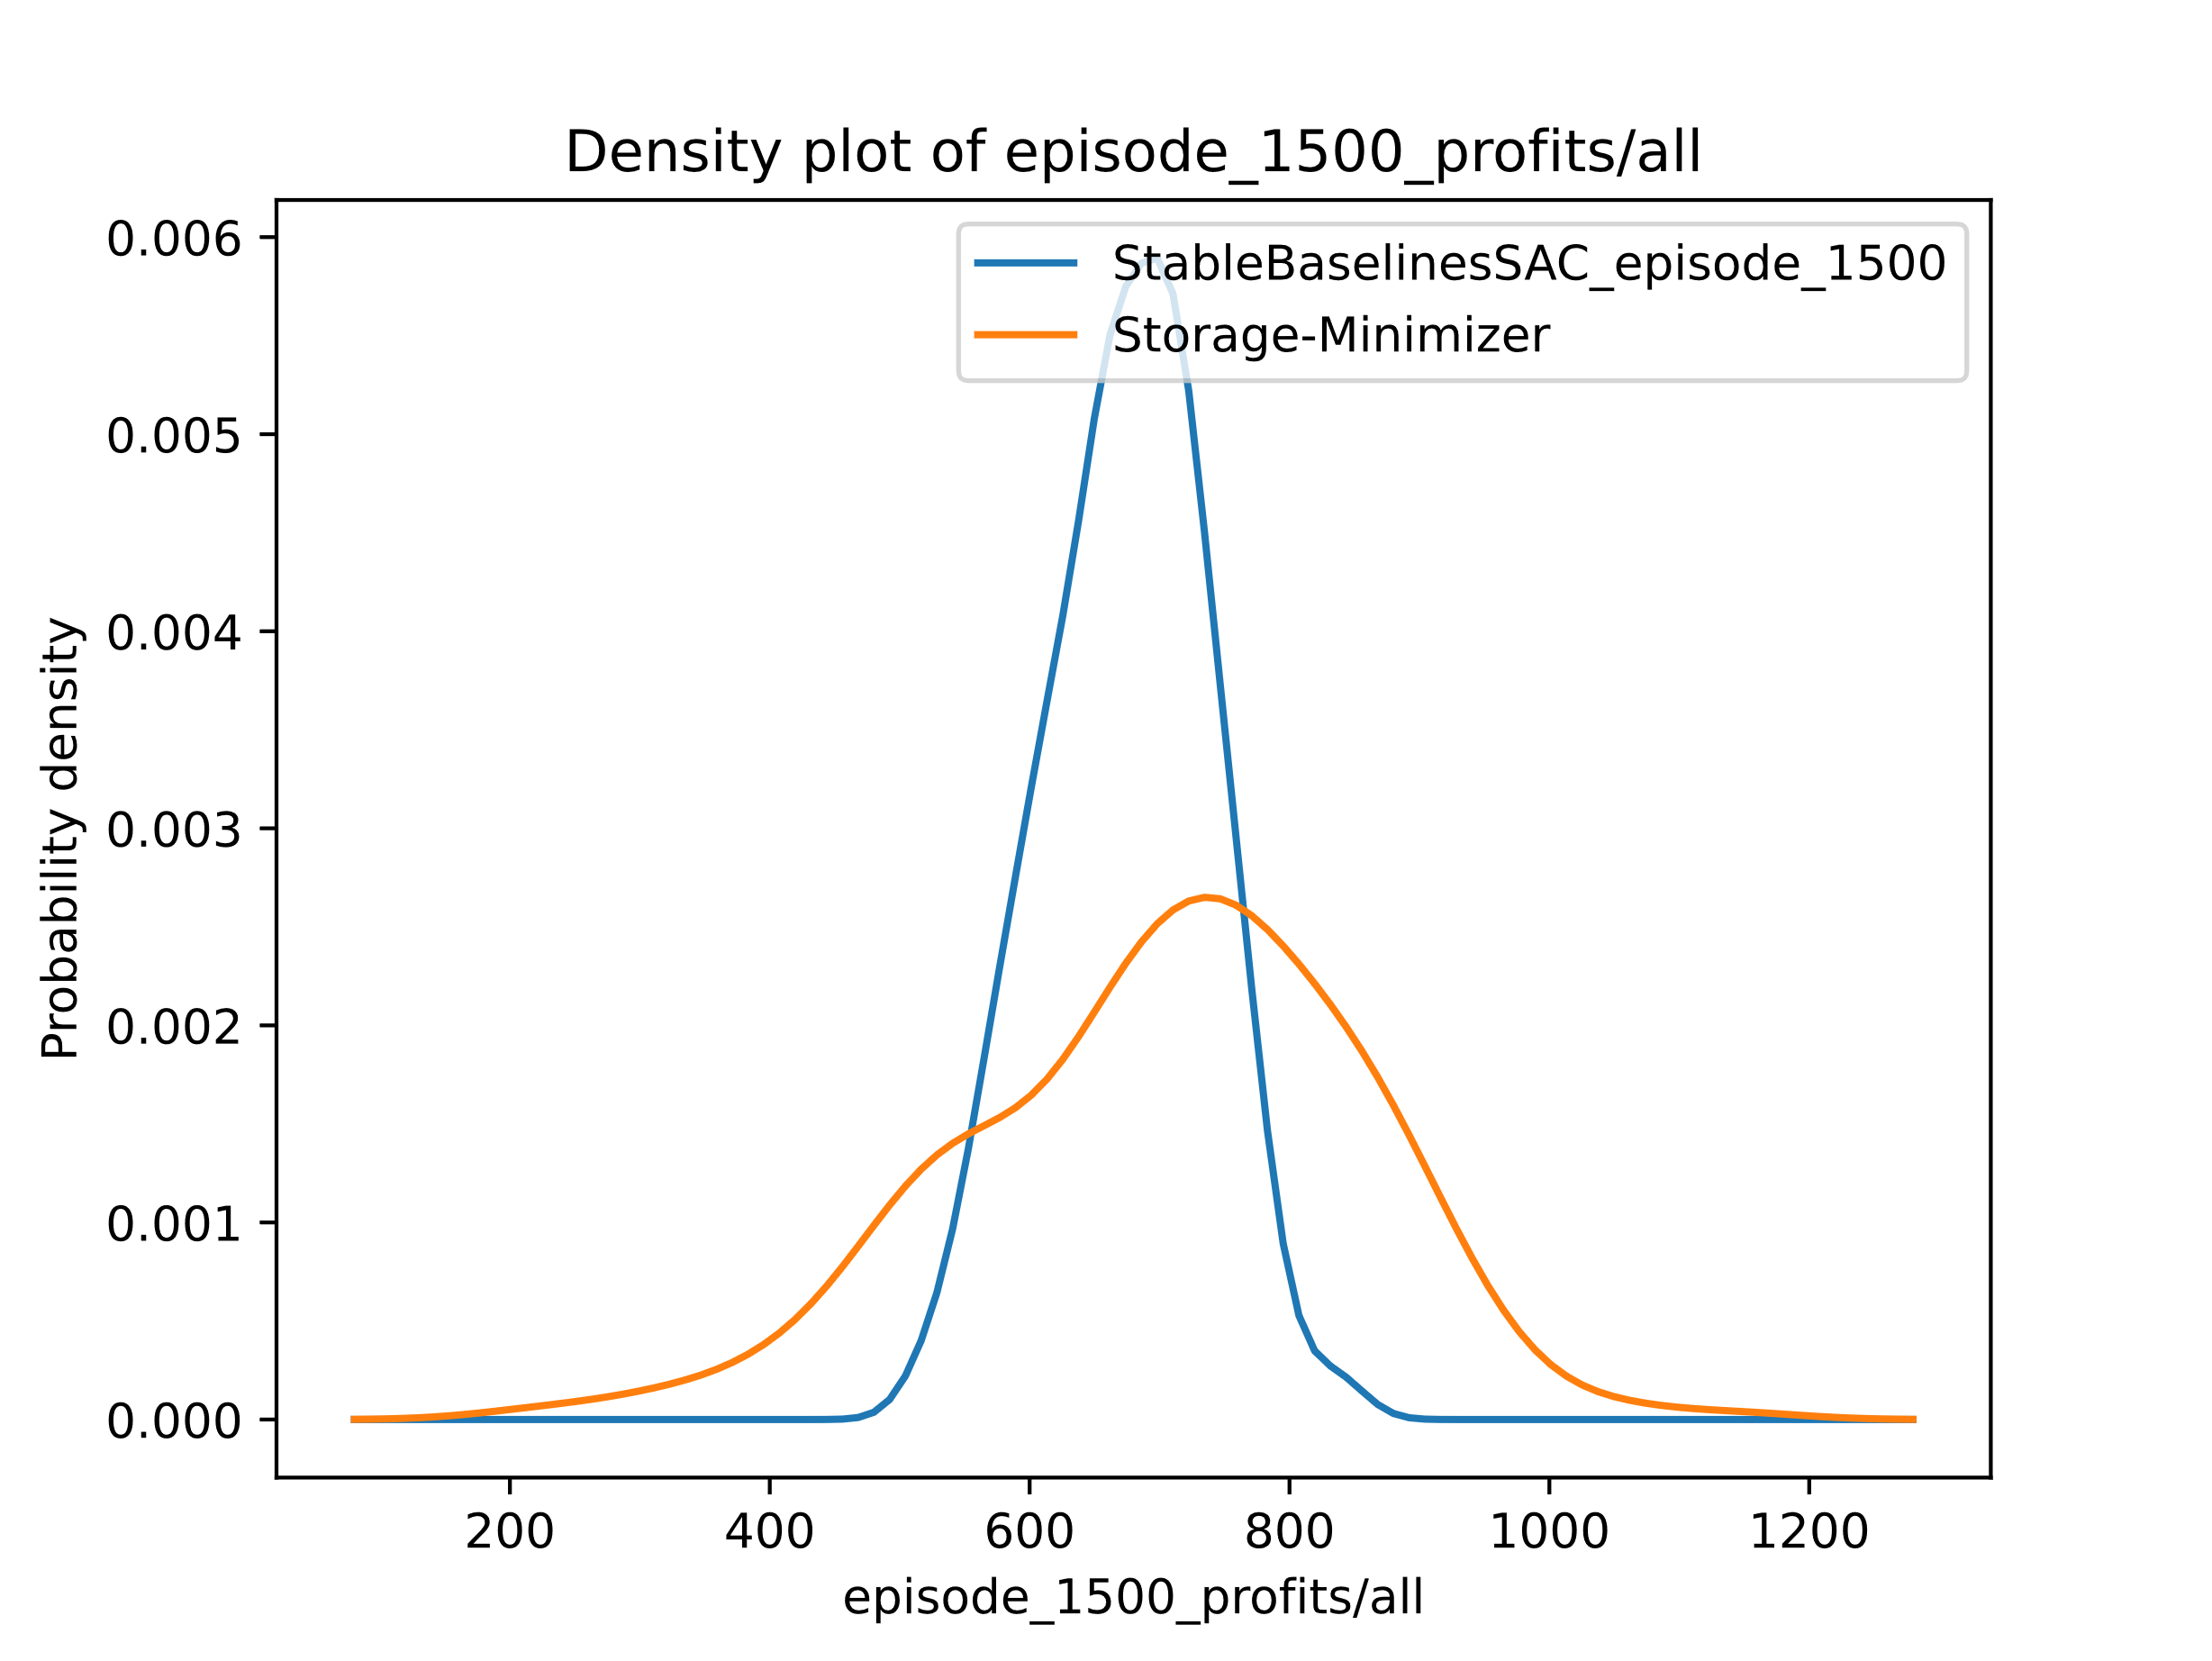 Density plot of episode_1500_profits/all
StableBaselinesSAC_episode_1500
Storage-Minimizer
Probability density
0.006
0.005
0.004
0.003
0.002
0.001
0.000
200 400 600 800 1000 1200
episode_1500_profits/all